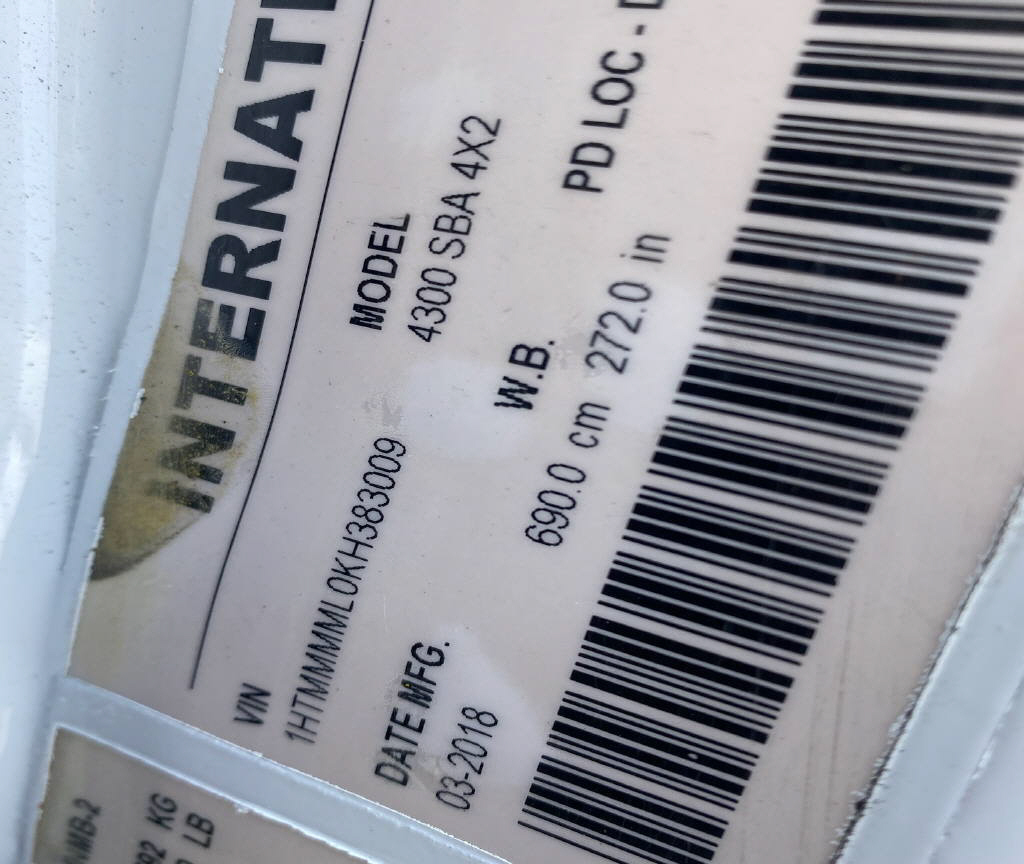 INTERNATI
VIN
1HTMMMML0KH383009
MODEL
4300 SBA 4X2
DATE MFG.
03-2018
W.B.
690.0 cm 272.0 in
PD LOC -
KG
LB